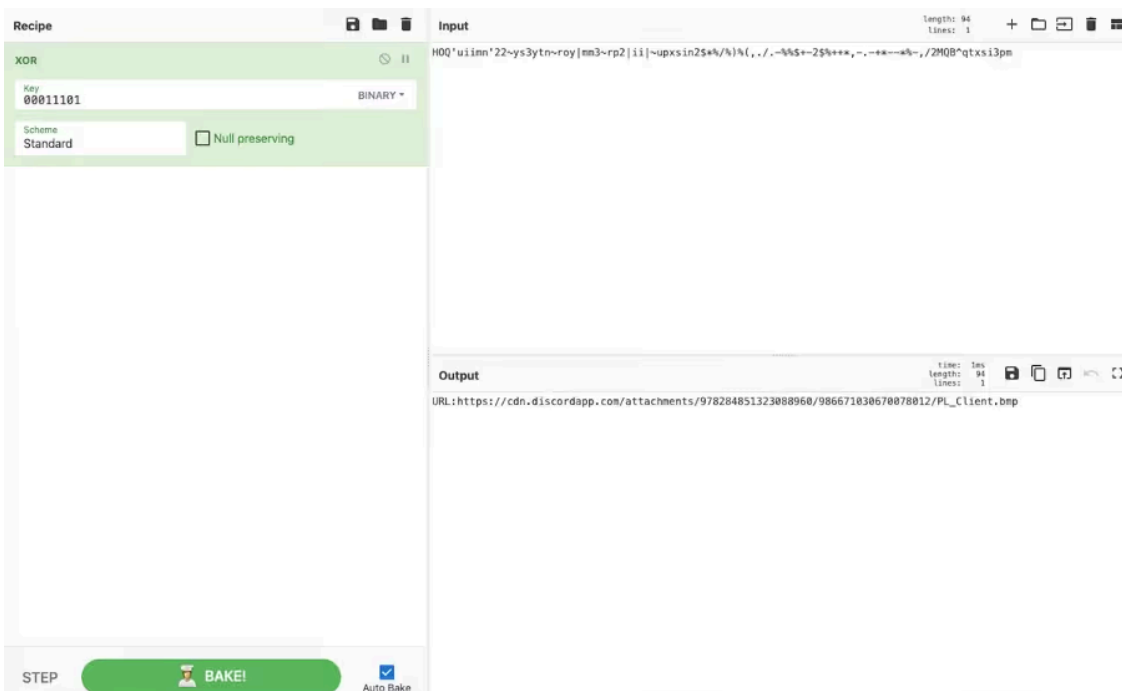 Recipe
XOR
Key
00011101
BINARY
Scheme
Standard
Null preserving
STEP
BAKE!
Auto Bake
Input
length: 94
lines: 1
HOQ'uiimn'22~ys3ytn~roy|mm3~rp2|ii|~upxsin2$*%/%)%(,./.-%%$+-2$%++*,-.-+*--*%-,/2MQB^qtxsi3pm
Output
time: 1ms
length: 94
lines: 1
URL:https://cdn.discordapp.com/attachments/978284851323088960/986671030670078012/PL_Client.bmp